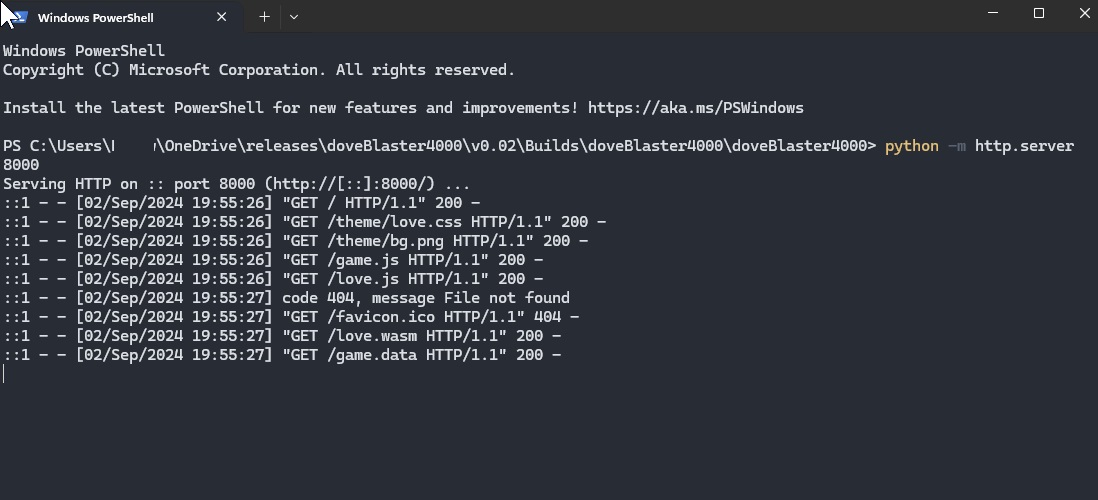 Windows PowerShell
Windows PowerShell
Copyright (C) Microsoft Corporation. All rights reserved.
Install the latest PowerShell for new features and improvements! https://aka.ms/PSWindows
PS C:\Users\ \OneDrive\releases\doveBlaster4000\v0.02\Builds\doveBlaster4000\doveBlaster4000> python -m http.server
8000
Serving HTTP on :: port 8000 (http://[::]:8000/) ...
::1 - - [02/Sep/2024 19:55:26] "GET / HTTP/1.1" 200 -
::1 - - [02/Sep/2024 19:55:26] "GET /theme/love.css HTTP/1.1" 200 -
::1 - - [02/Sep/2024 19:55:26] "GET /theme/bg.png HTTP/1.1" 200 -
::1 - - [02/Sep/2024 19:55:26] "GET /game.js HTTP/1.1" 200 -
::1 - - [02/Sep/2024 19:55:26] "GET /love.js HTTP/1.1" 200 -
::1 - - [02/Sep/2024 19:55:27] code 404, message File not found
::1 - - [02/Sep/2024 19:55:27] "GET /favicon.ico HTTP/1.1" 404 -
::1 - - [02/Sep/2024 19:55:27] "GET /love.wasm HTTP/1.1" 200 -
::1 - - [02/Sep/2024 19:55:27] "GET /game.data HTTP/1.1" 200 -